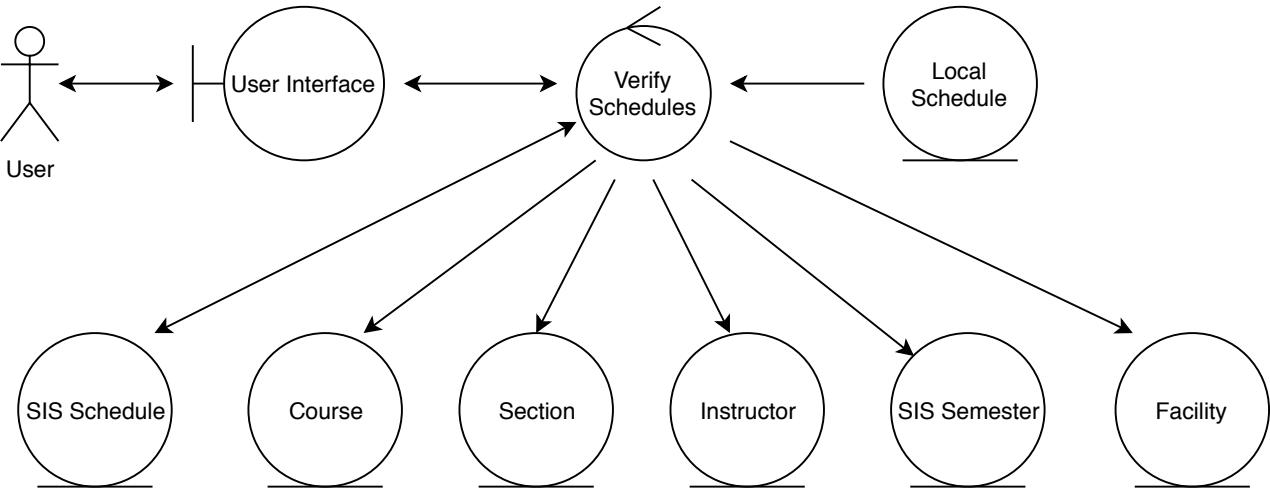 User Interface
Verify
Schedules
Local
Schedule
User
SIS Schedule
Course
Section
Instructor
SIS Semester
Facility